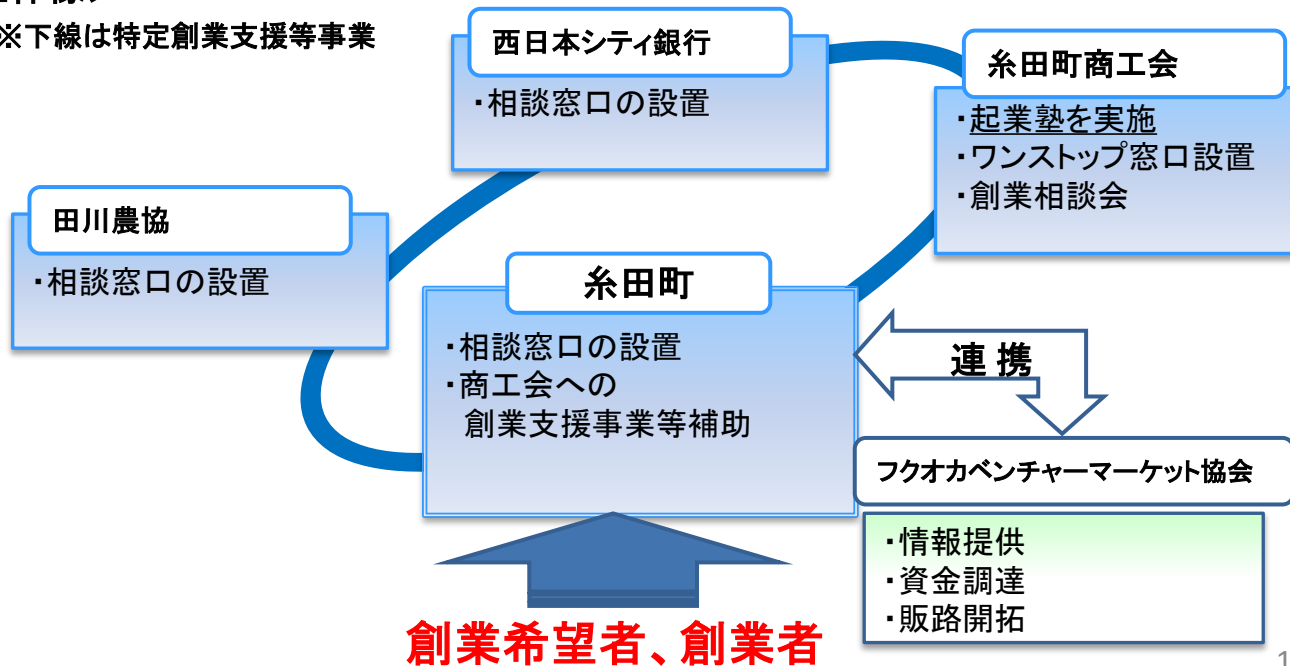 ※下線は特定創業支援等事業
西日本シティ銀行
・相談窓口の設置
糸田町商工会
・起業塾を実施
・ワンストップ窓口設置
・創業相談会
田川農協
・相談窓口の設置
糸田町
・相談窓口の設置
・商工会への
創業支援事業等補助
連携
フクオカベンチャーマーケット協会
・情報提供
・資金調達
・販路開拓
創業希望者、創業者
1